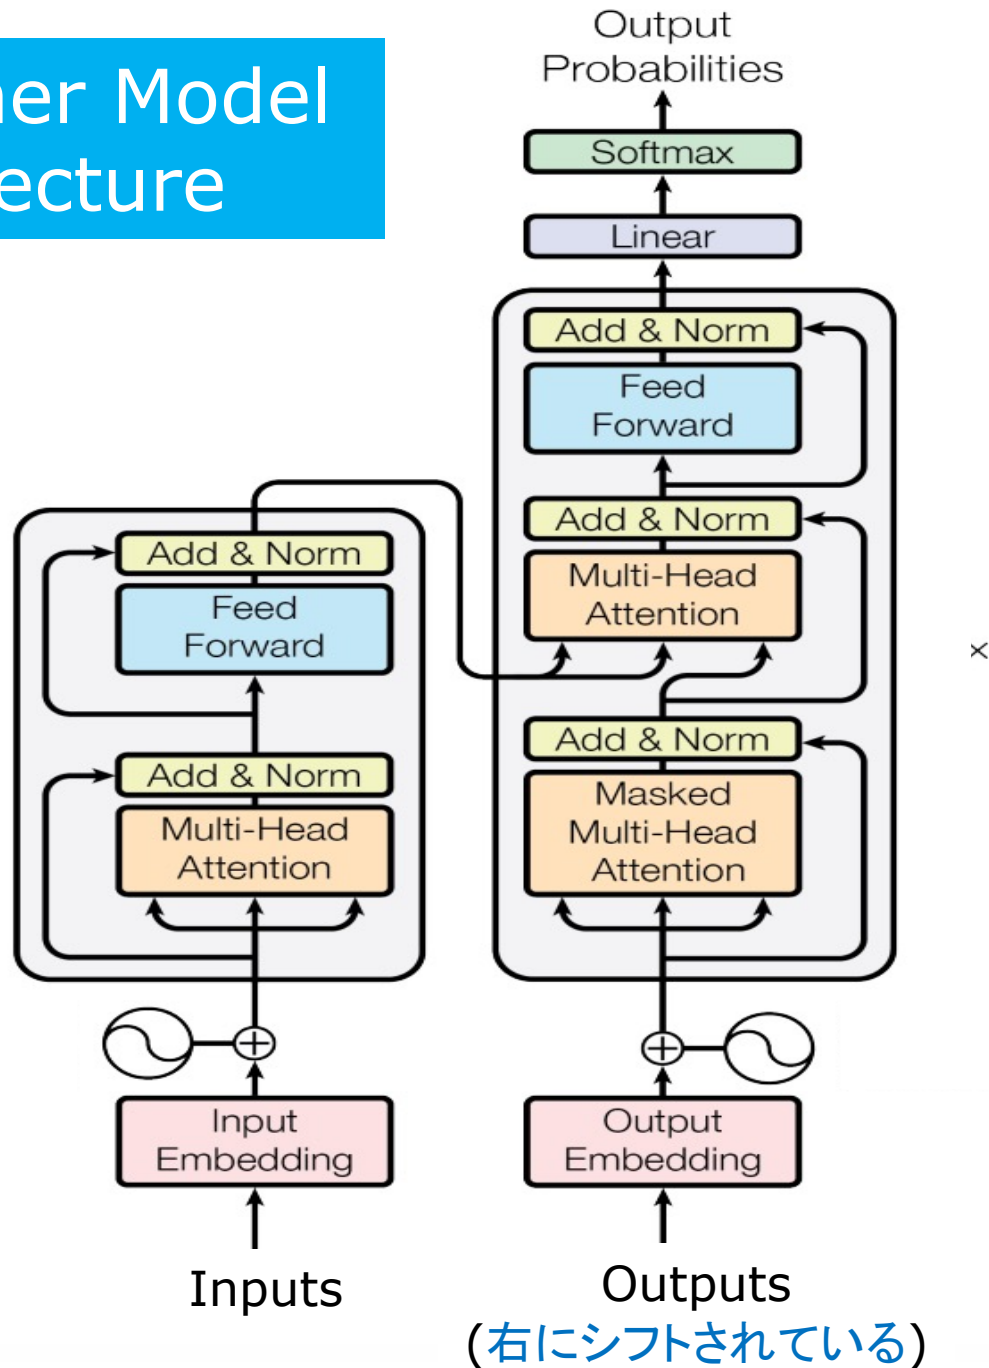 ner Model
ecture
Output
Probabilities
Softmax
Linear
Add & Norm
Feed
Forward
Add & Norm
Multi-Head
Attention
Add & Norm
Masked
Multi-Head
Attention
Add & Norm
Feed
Forward
Add & Norm
Multi-Head
Attention
x
Input
Embedding
Output
Embedding
Inputs
Outputs
(右にシフトされている)